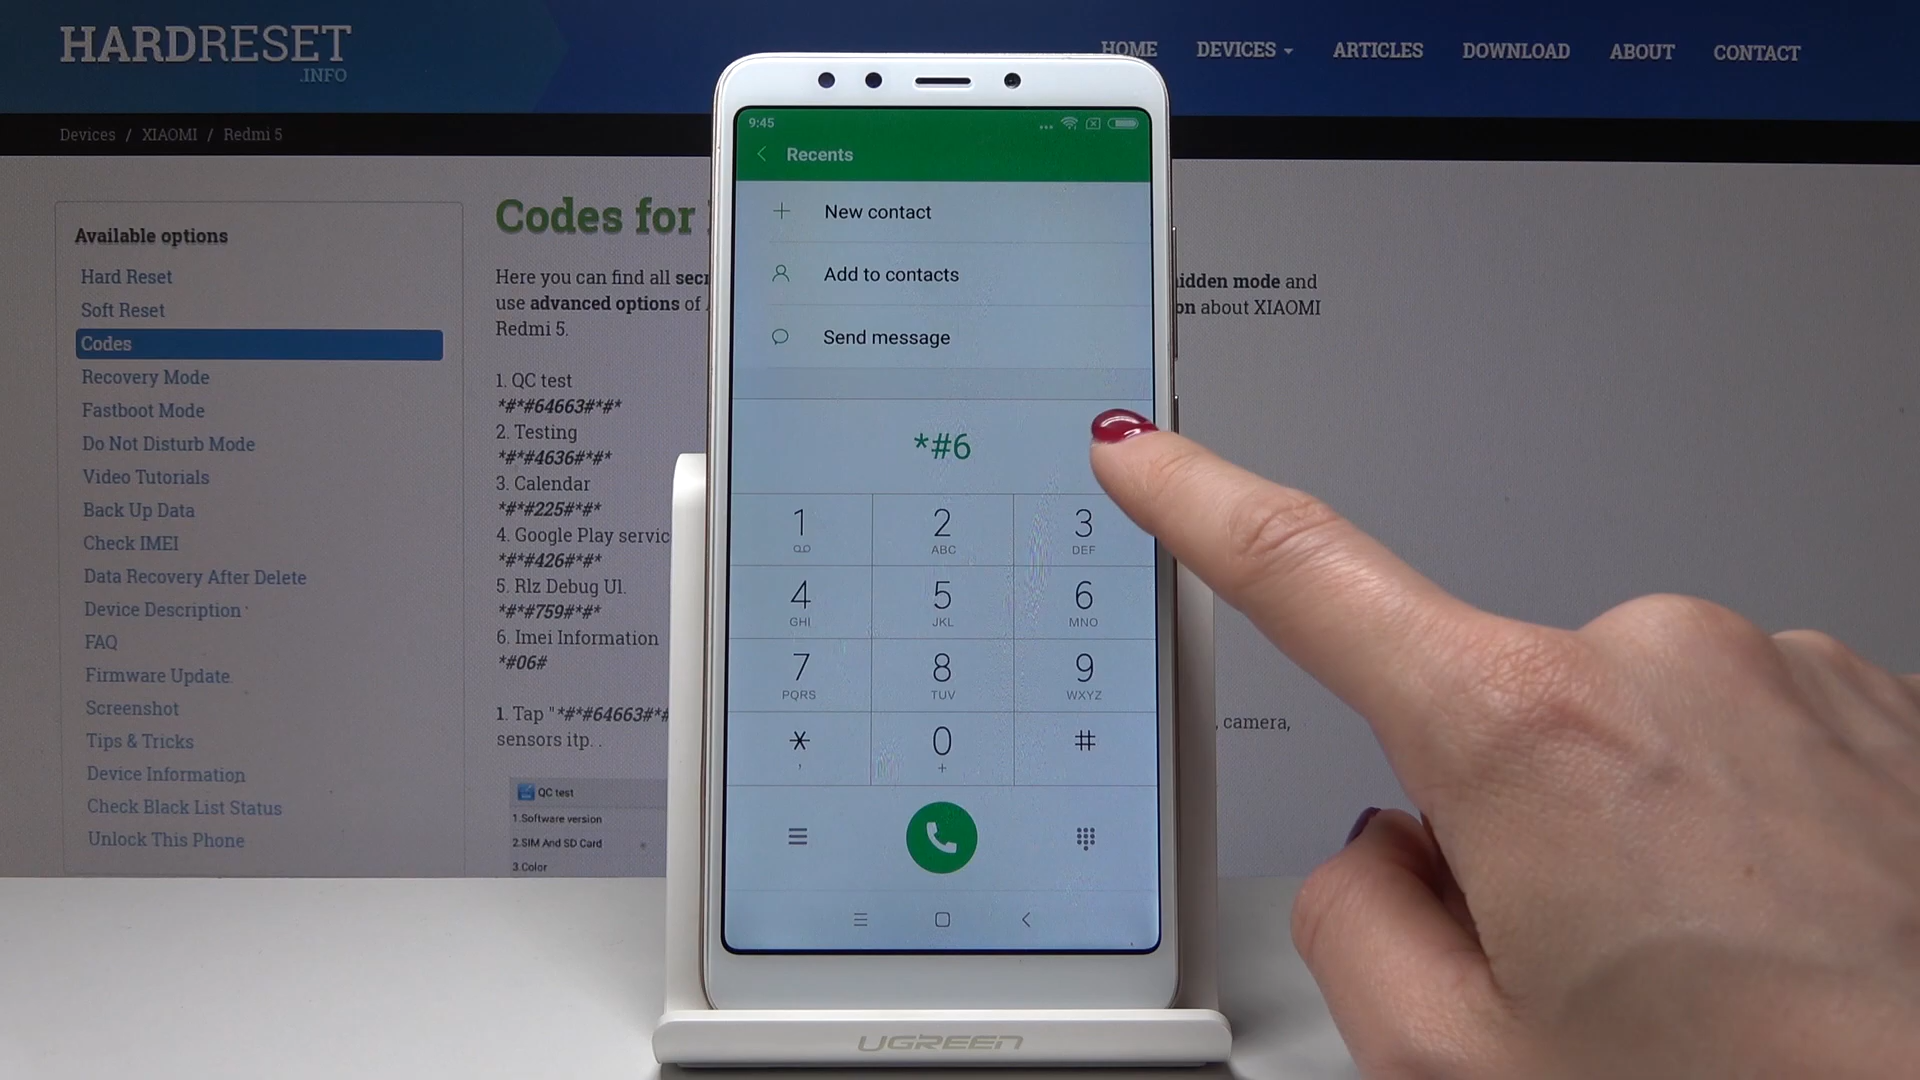 HARDRESET
.INFO
HOME DEVICES ARTICLES DOWNLOAD ABOUT CONTACT
Devices / XIAOMI / Redmi 5
Available options
Hard Reset
Soft Reset
Codes
Recovery Mode
Fastboot Mode
Do Not Disturb Mode
Video Tutorials
Back Up Data
Check IMEI
Data Recovery After Delete
Device Description
FAQ
Firmware Update
Screenshot
Tips & Tricks
Device Information
Check Black List Status
Unlock This Phone
Codes for
Here you can find all hidden mode and
use advanced options of on about XIAOMI
Redmi 5.
1. QC test
*#*#64663#*#*
2. Testing
*#*#4636#*#*
3. Calendar
*#*#225#*#*
4. Google Play
*#*#426#*#*
5. Rlz Debug UI.
*#*#759#*#*
6. Imei Information
*#06#
1. Tap "*#*#64663#*# , camera,
sensors itp. .
QC test
1.Software version
2.SIM And SD Card
3.Color
9:45
Recents
New contact
Add to contacts
Send message
*#6
1 2 3
ABC DEF
4 5 6
GHI JKL MNO
7 8 9
PQRS TUV WXYZ
* 0 #
, +
UGREEN